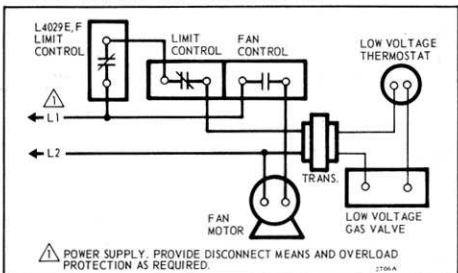 L4029E,F
LIMIT
CONTROL
LIMIT
CONTROL
FAN
CONTROL
LOW VOLTAGE
THERMOSTAT
1
L1
L2
TRANS.
FAN
MOTOR
LOW VOLTAGE
GAS VALVE
1 POWER SUPPLY. PROVIDE DISCONNECT MEANS AND OVERLOAD
PROTECTION AS REQUIRED.
2706A